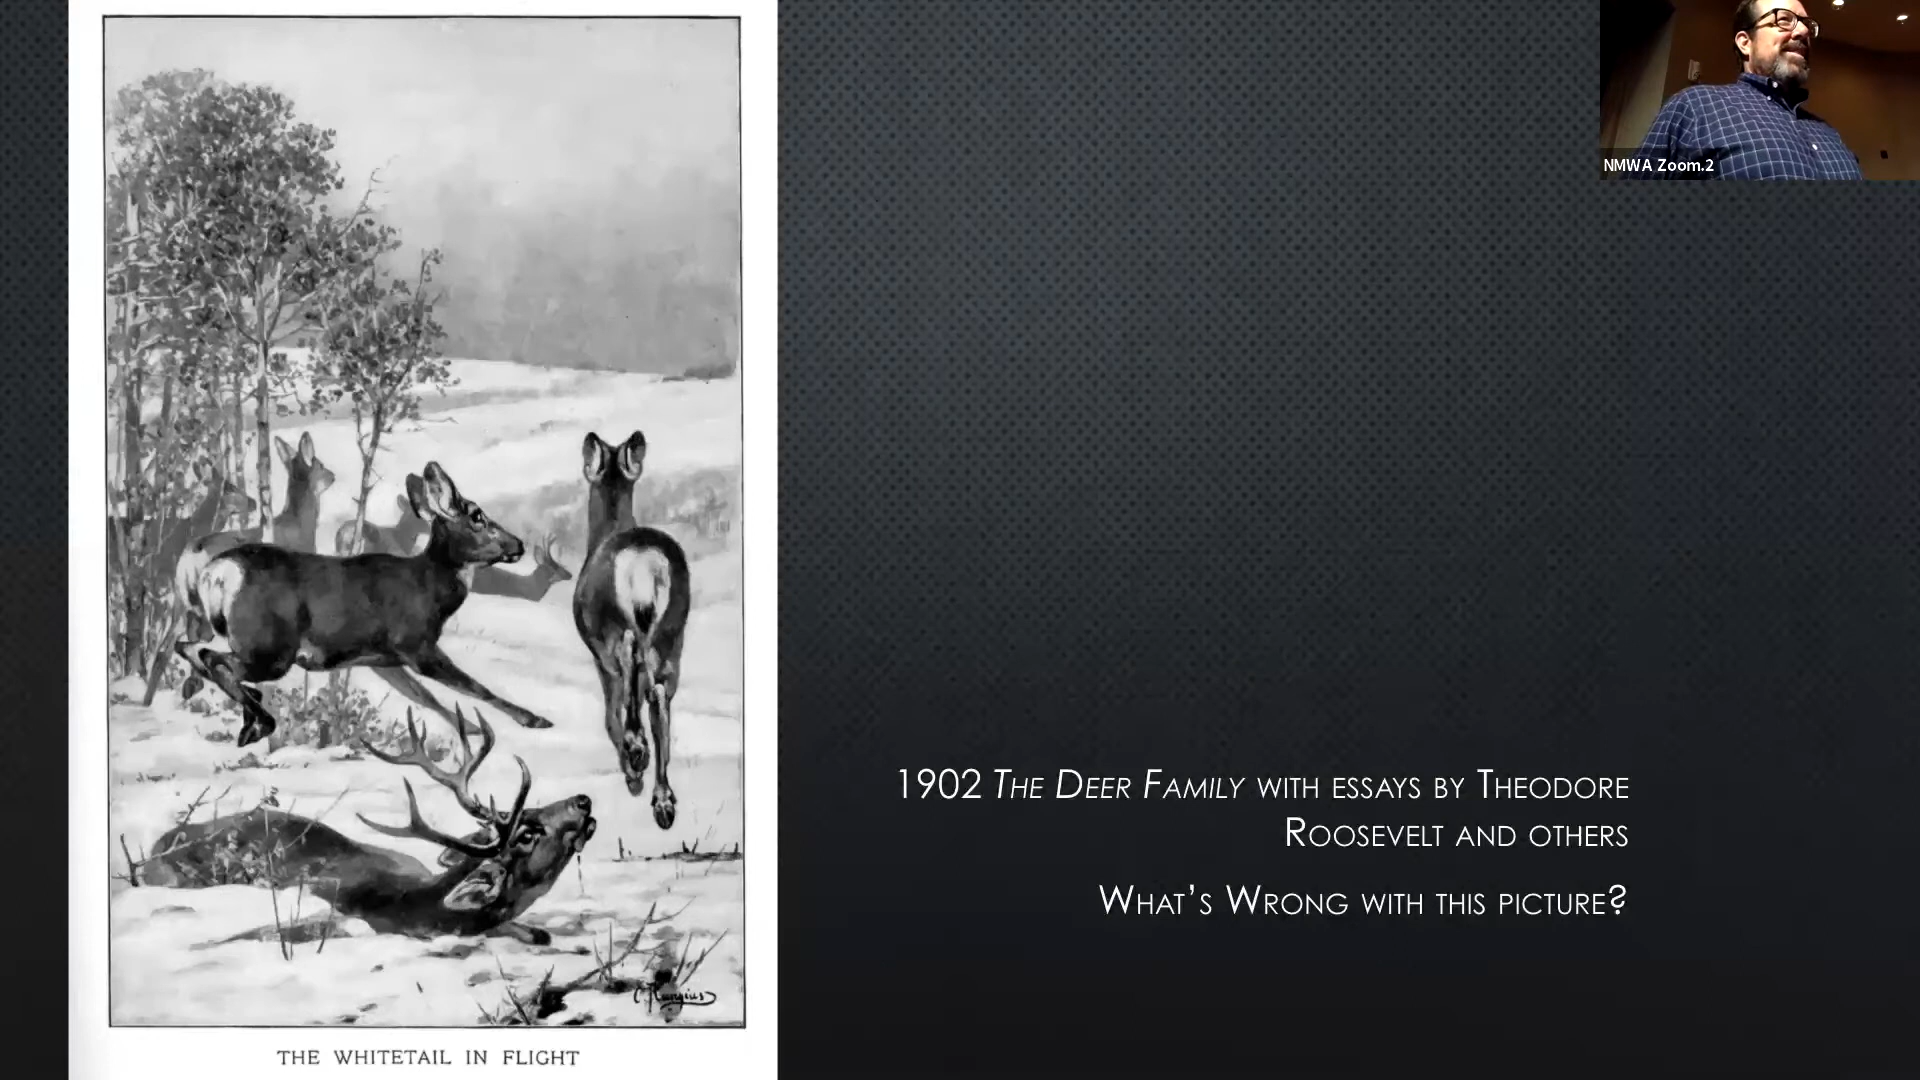 NMWA Zoom.2
1902 The Deer Family with essays by Theodore
Roosevelt and others
What's Wrong with this picture?
C. Rungius
THE WHITETAIL IN FLIGHT